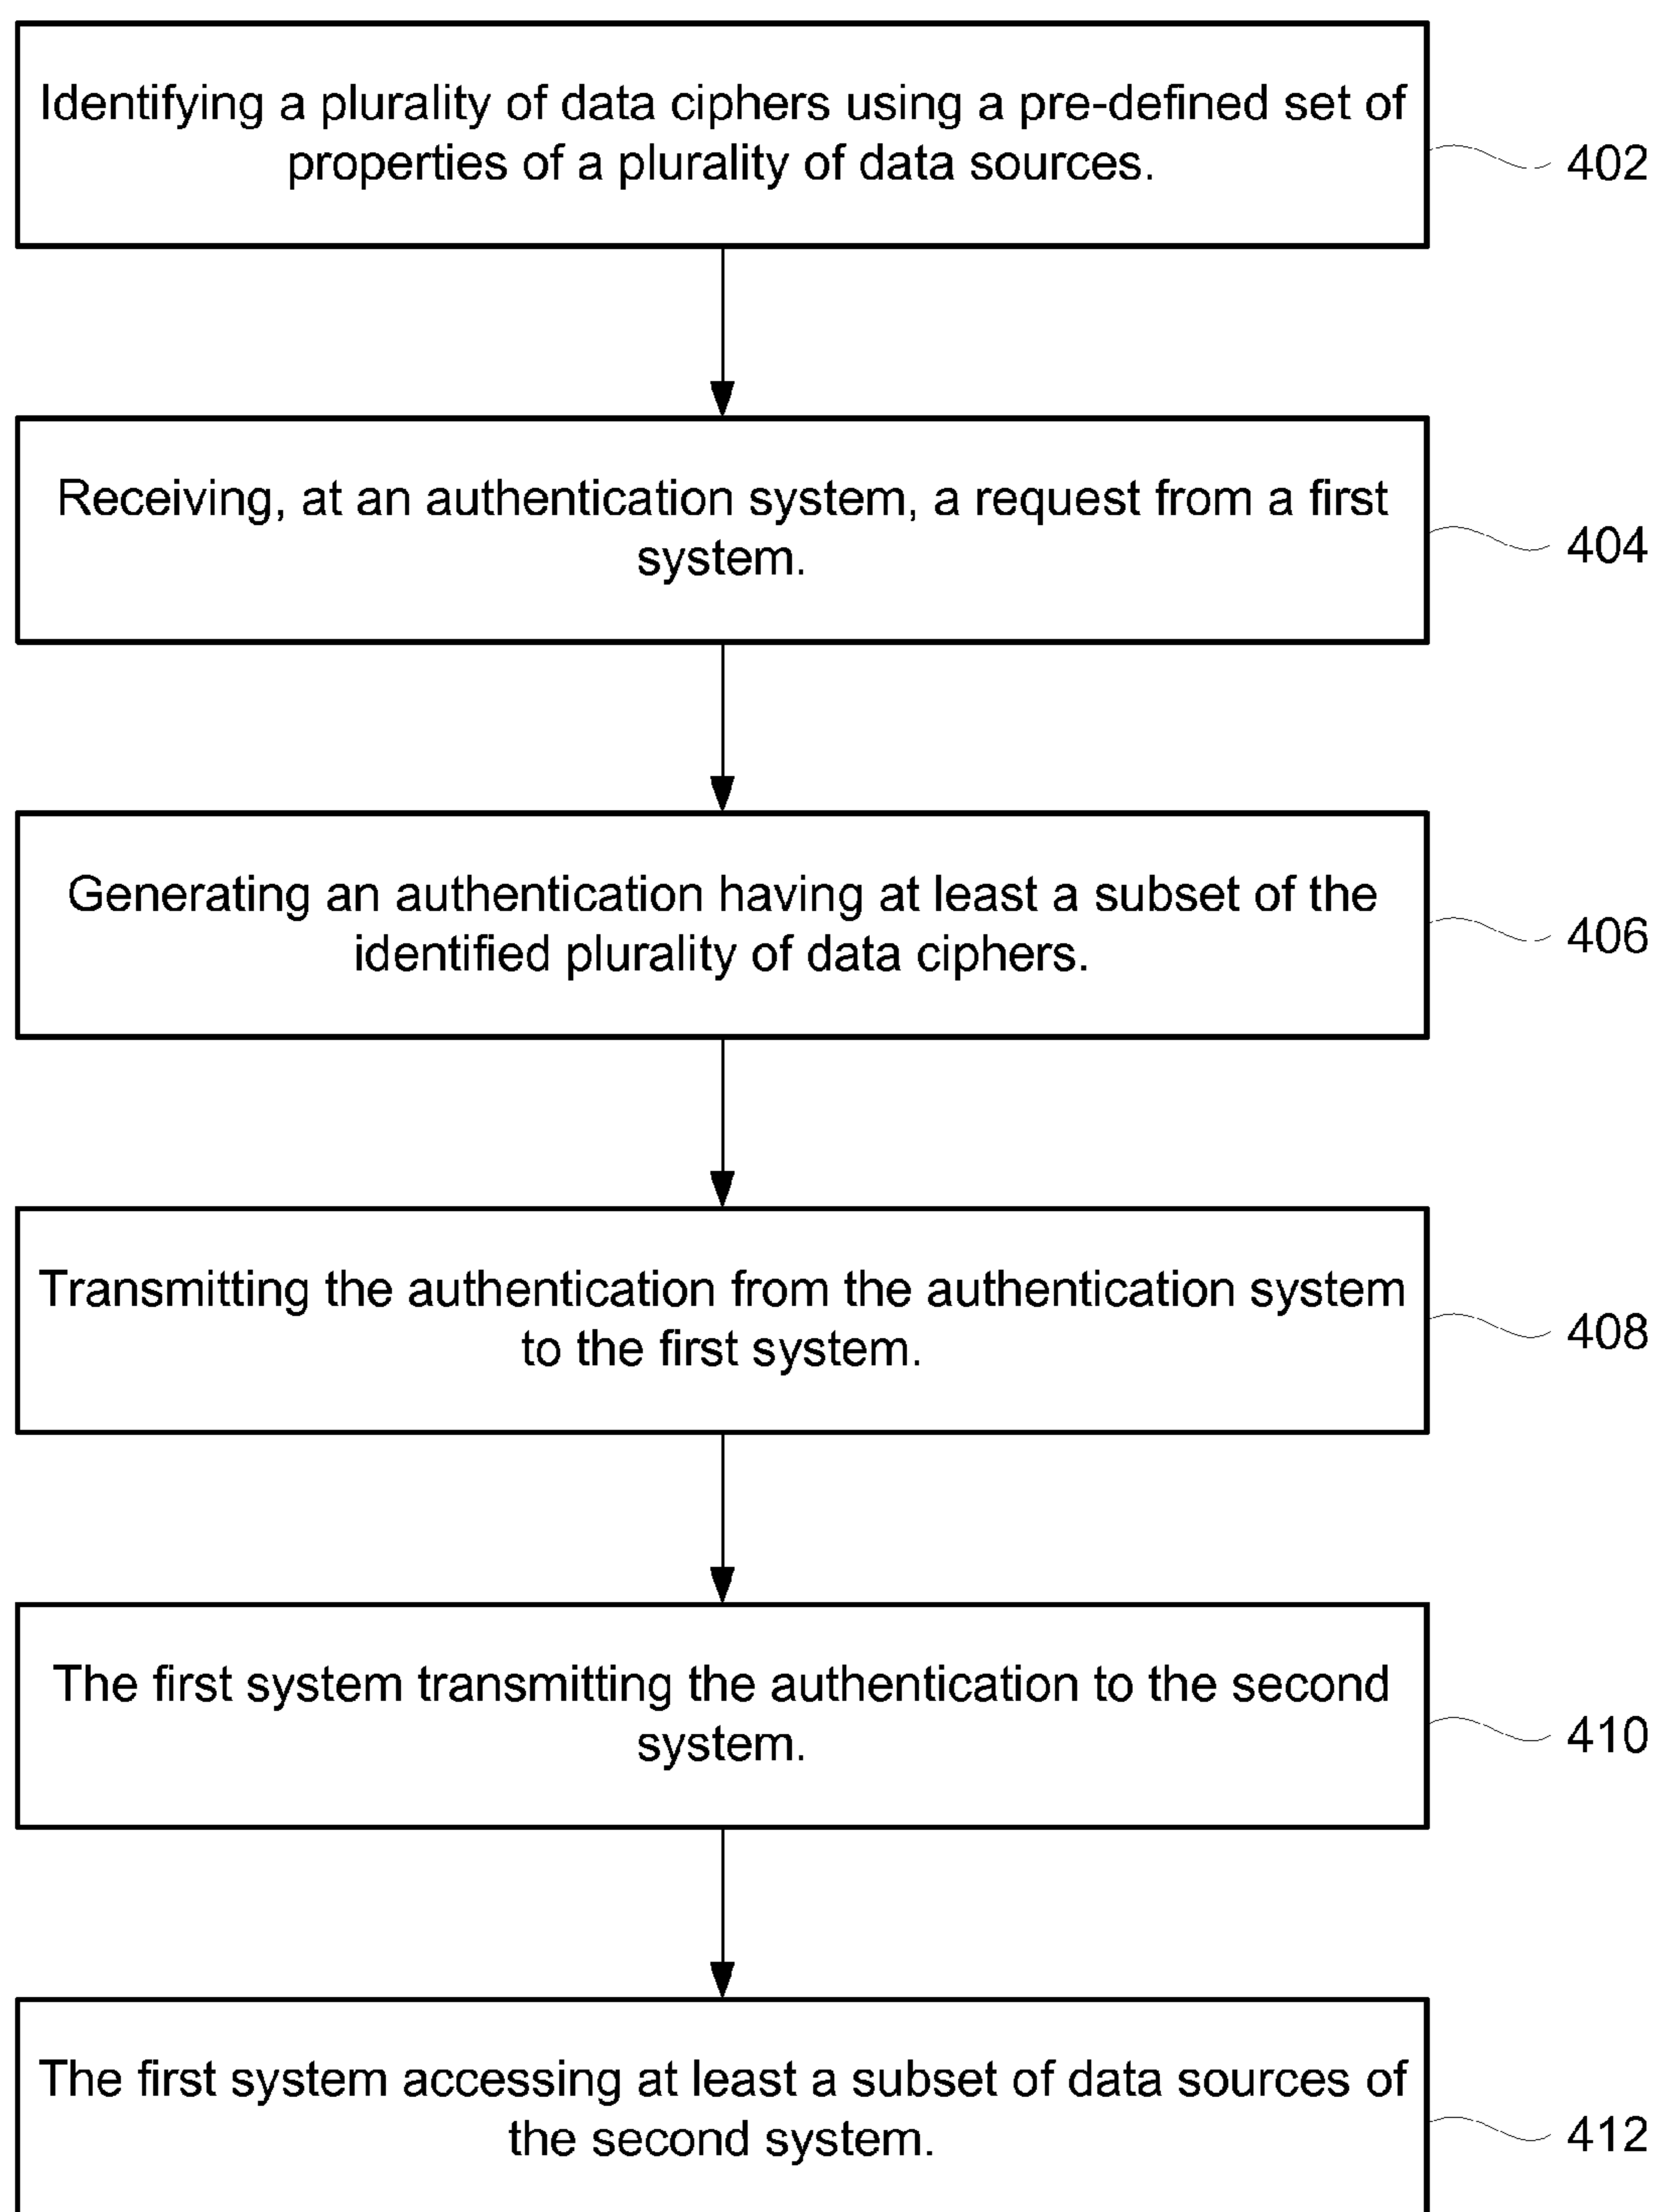 Identifying a plurality of data ciphers using a pre-defined set of
properties of a plurality of data sources.
402
Receiving, at an authentication system, a request from a first
system.
404
Generating an authentication having at least a subset of the
identified plurality of data ciphers.
406
Transmitting the authentication from the authentication system
to the first system.
408
The first system transmitting the authentication to the second
system.
410
The first system accessing at least a subset of data sources of
the second system.
412